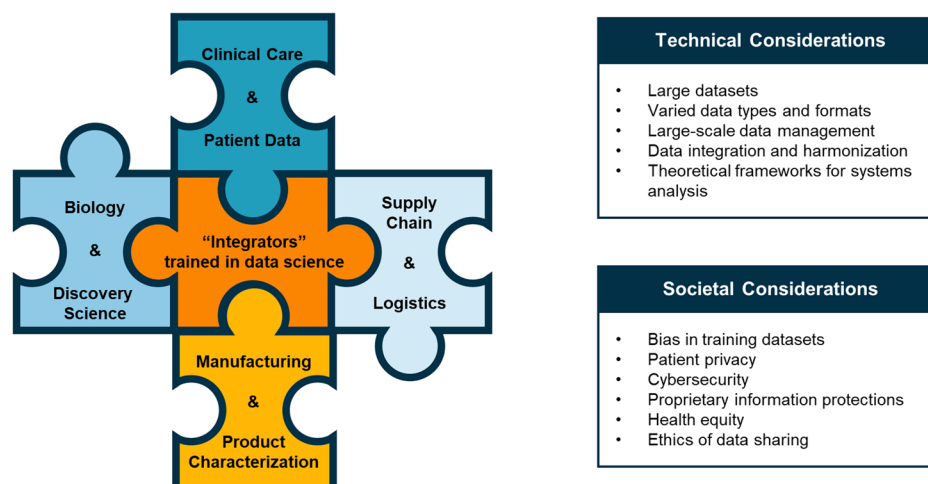 Clinical Care
&
Patient Data
Biology
&
Discovery
Science
“Integrators”
trained in data science
Supply
Chain
&
Logistics
Manufacturing
&
Product
Characterization
Technical Considerations
• Large datasets
• Varied data types and formats
• Large-scale data management
• Data integration and harmonization
• Theoretical frameworks for systems
analysis
Societal Considerations
• Bias in training datasets
• Patient privacy
• Cybersecurity
• Proprietary information protections
• Health equity
• Ethics of data sharing